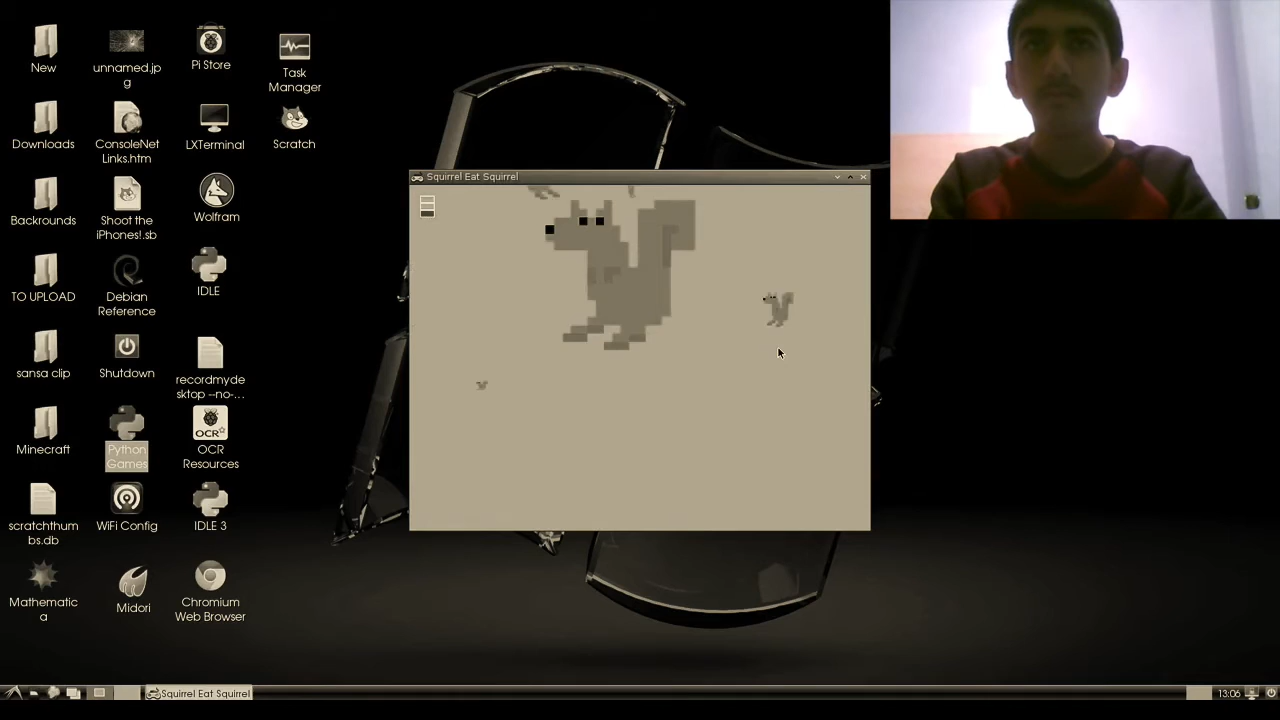 New
unnamed.jp
g
Pi Store
Task
Manager
Downloads
ConsoleNet
Links.htm
LXTerminal
Scratch
Backrounds
Shoot the
iPhones!.sb
Wolfram
TO UPLOAD
Debian
Reference
IDLE
sansa clip
Shutdown
recordmyde
sktop --no-...
Minecraft
Python
Games
OCR
OCR
Resources
scratchthum
bs.db
WiFi Config
IDLE 3
Mathematic
a
Midori
Chromium
Web Browser
Squirrel Eat Squirrel
Squirrel Eat Squirrel
13:06